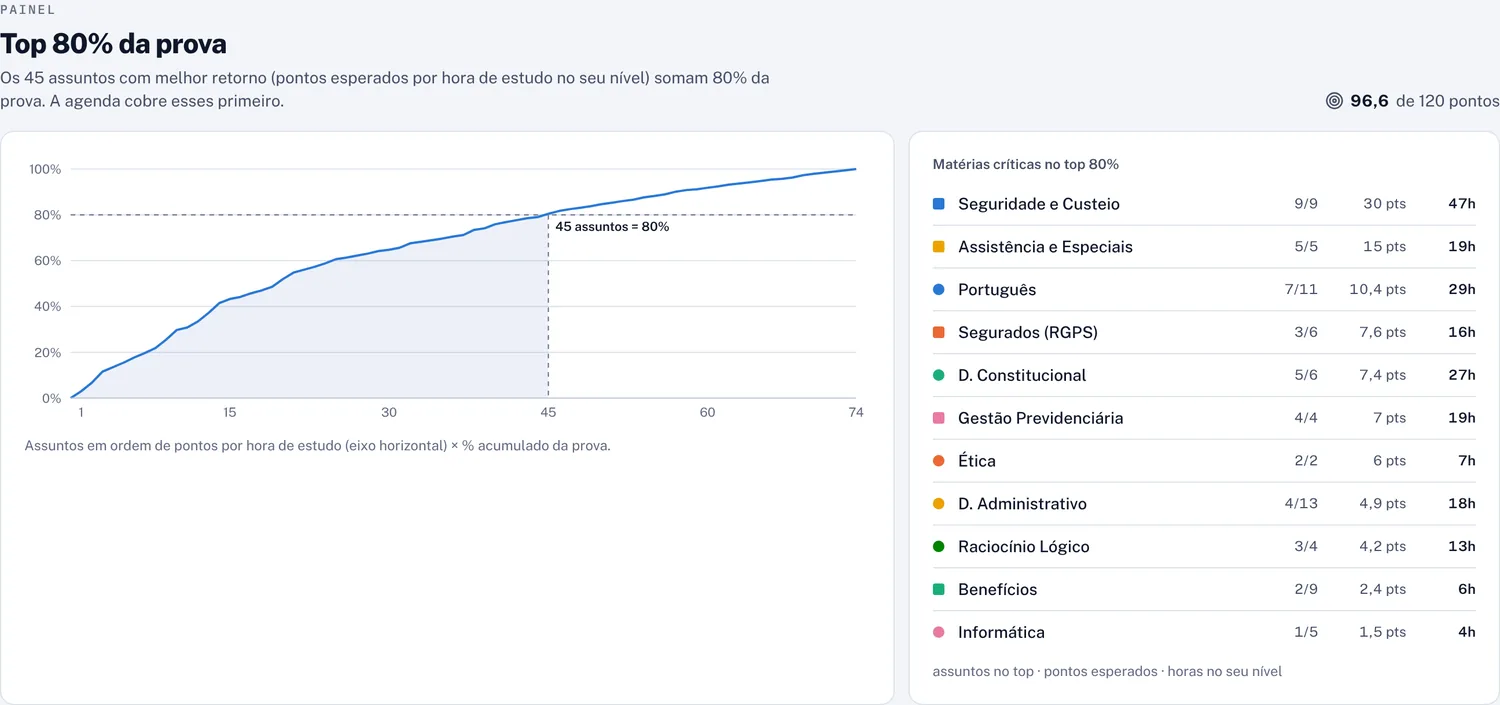 PAINEL
Top 80% da prova
Os 45 assuntos com melhor retorno (pontos esperados por hora de estudo no seu nível) somam 80% da
prova. A agenda cobre esses primeiro.
96,6 de 120 pontos
100%
80%
60%
40%
20%
0%
45 assuntos = 80%
1 15 30 45 60 74
Assuntos em ordem de pontos por hora de estudo (eixo horizontal) × % acumulado da prova.
Matérias críticas no top 80%
Seguridade e Custeio 9/9 30 pts 47h
Assistência e Especiais 5/5 15 pts 19h
Português 7/11 10,4 pts 29h
Segurados (RGPS) 3/6 7,6 pts 16h
D. Constitucional 5/6 7,4 pts 27h
Gestão Previdenciária 4/4 7 pts 19h
Ética 2/2 6 pts 7h
D. Administrativo 4/13 4,9 pts 18h
Raciocínio Lógico 3/4 4,2 pts 13h
Benefícios 2/9 2,4 pts 6h
Informática 1/5 1,5 pts 4h
assuntos no top · pontos esperados · horas no seu nível